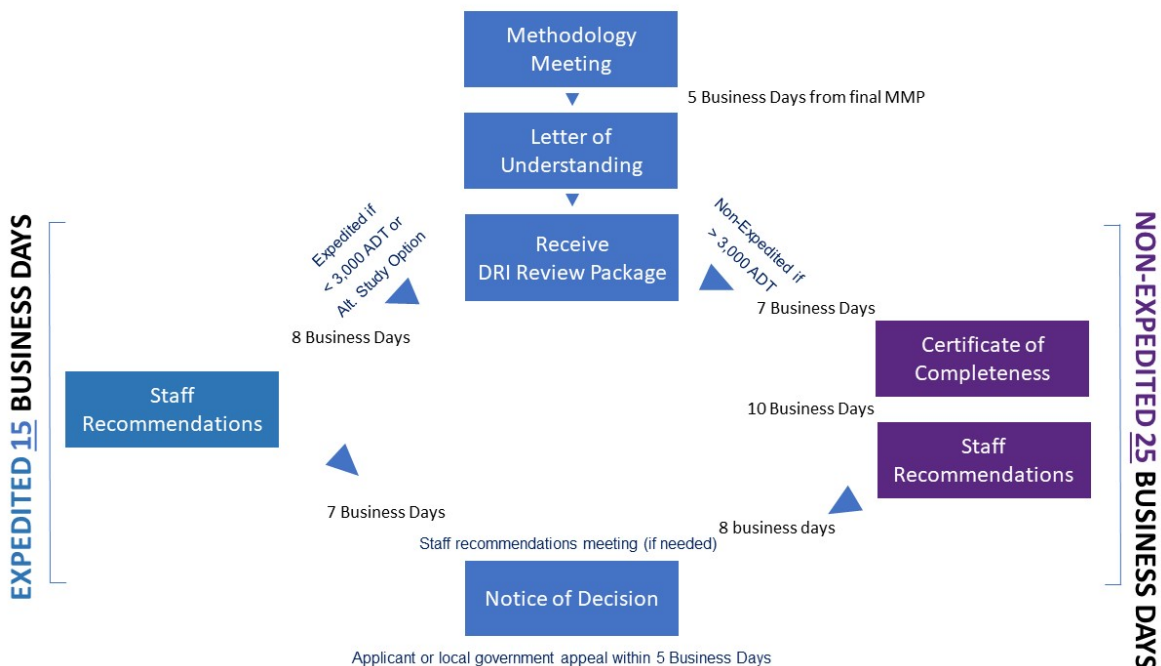 Methodology
Meeting
5 Business Days from final MMP
Letter of
Understanding
Expedited if
< 3,000 ADT or
Alt. Study Option
Receive
DRI Review Package
Non-Expedited if
> 3,000 ADT
EXPEDITED 15 BUSINESS DAYS
8 Business Days
Staff
Recommendations
7 Business Days
7 Business Days
Certificate of
Completeness
10 Business Days
Staff
Recommendations
8 business days
NON-EXPEDITED 25 BUSINESS DAYS
Staff recommendations meeting (if needed)
Notice of Decision
Applicant or local government appeal within 5 Business Days